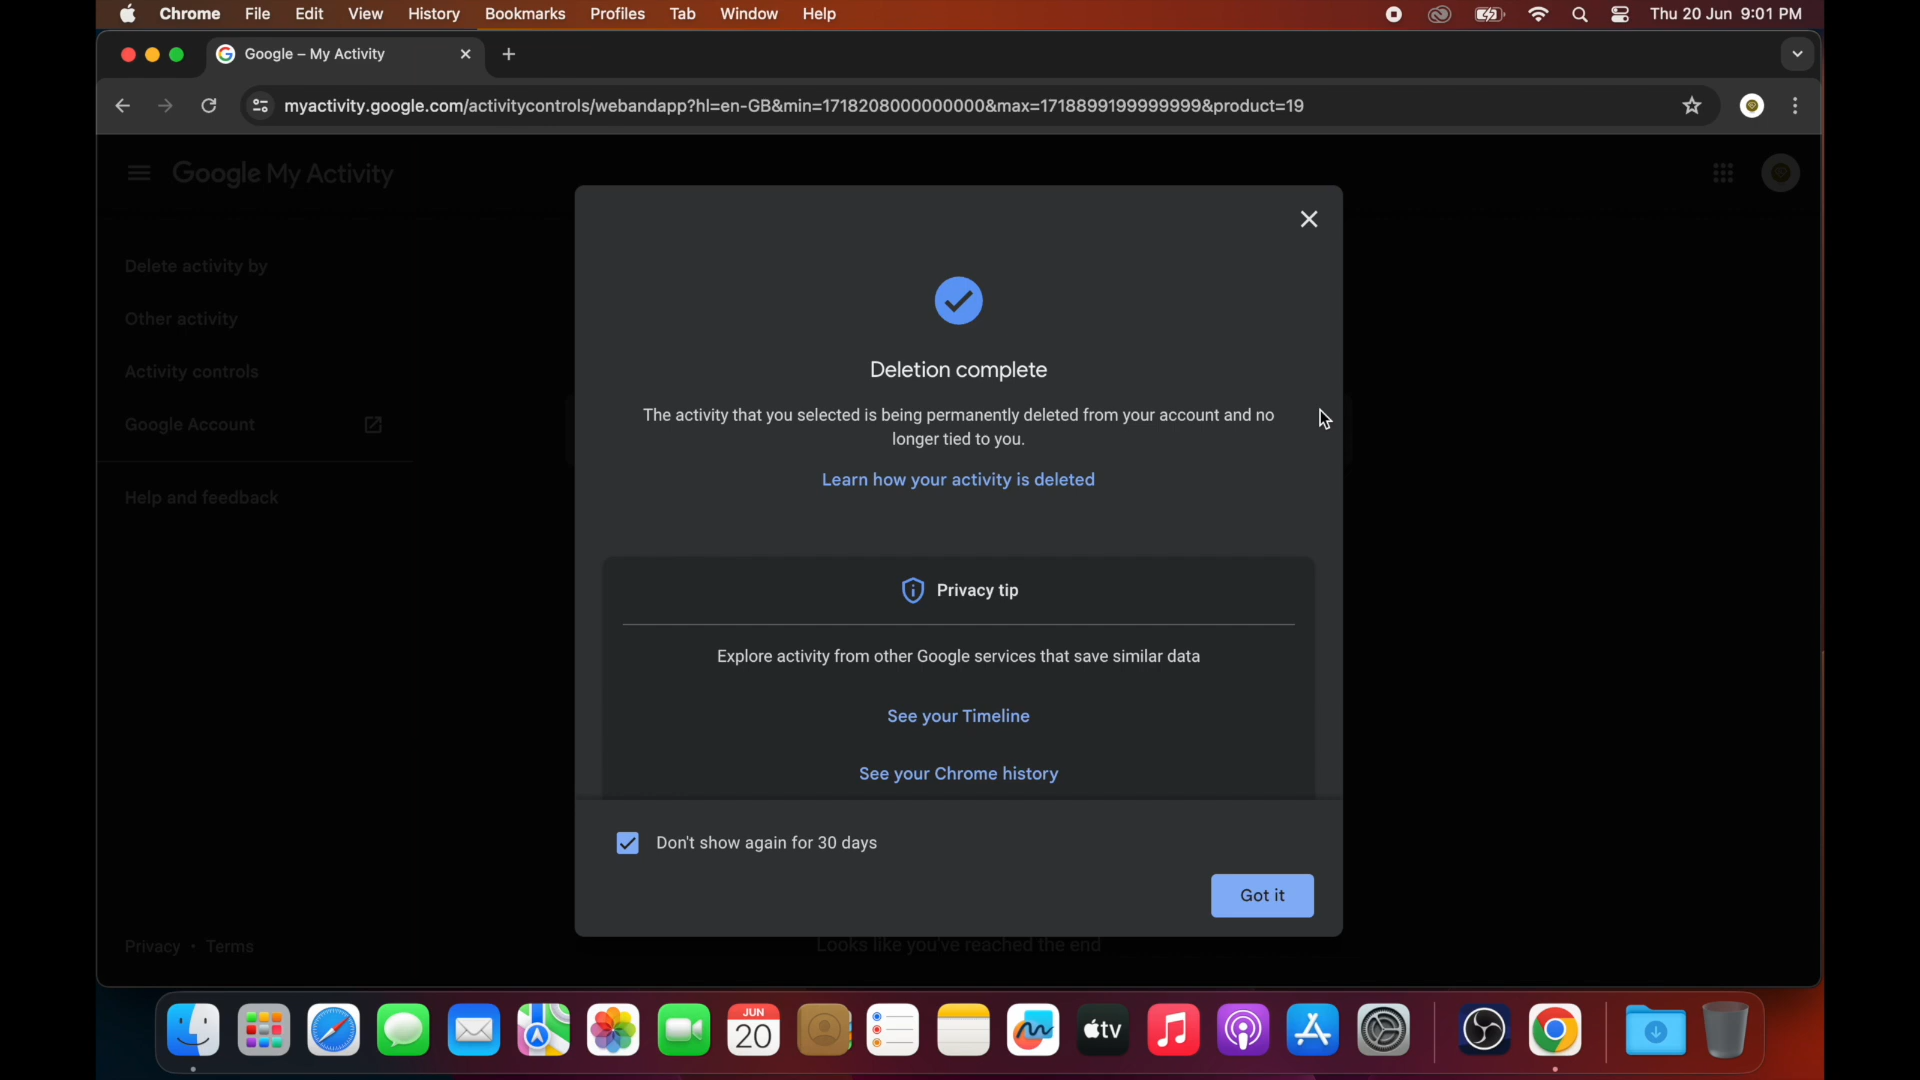 Chrome File Edit View History Bookmarks Profiles Tab Window Help Thu 20 Jun 9:01 PM
Google – My Activity
myactivity.google.com/activitycontrols/webandapp?hl=en-GB&min=1718208000000000&max=1718899199999999&product=19
Google My Activity
Delete activity by
Other activity
Activity controls
Google Account
Help and feedback
Deletion complete
The activity that you selected is being permanently deleted from your account and no
longer tied to you.
Learn how your activity is deleted
Privacy tip
Explore activity from other Google services that save similar data
See your Timeline
See your Chrome history
Don't show again for 30 days
Got it
Privacy • Terms
Looks like you've reached the end
JUN
20
tv